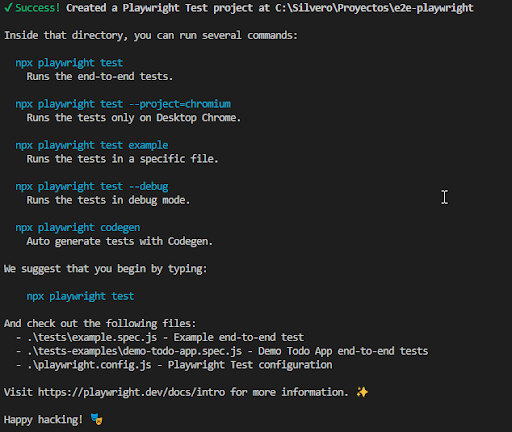 ✓ Success! Created a Playwright Test project at C:\Silvero\Proyectos\e2e-playwright
Inside that directory, you can run several commands:
npx playwright test
Runs the end-to-end tests.
npx playwright test --project=chromium
Runs the tests only on Desktop Chrome.
npx playwright test example
Runs the tests in a specific file.
npx playwright test --debug
Runs the tests in debug mode.
npx playwright codegen
Auto generate tests with Codegen.
We suggest that you begin by typing:
npx playwright test
And check out the following files:
- .\tests\example.spec.js - Example end-to-end test
- .\tests-examples\demo-todo-app.spec.js - Demo Todo App end-to-end tests
- .\playwright.config.js - Playwright Test configuration
Visit https://playwright.dev/docs/intro for more information. ✨
Happy hacking! 🎭